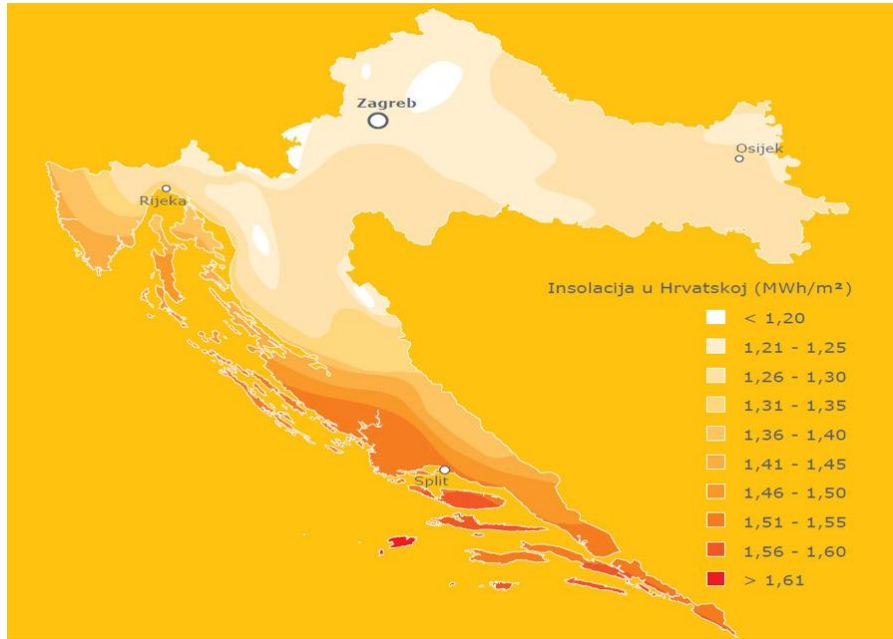 Zagreb
Osijek
Rijeka
Insolacija u Hrvatskoj (MWh/m²)
< 1,20
1,21 - 1,25
1,26 - 1,30
1,31 - 1,35
1,36 - 1,40
1,41 - 1,45
1,46 - 1,50
Split
1,51 - 1,55
1,56 - 1,60
> 1,61